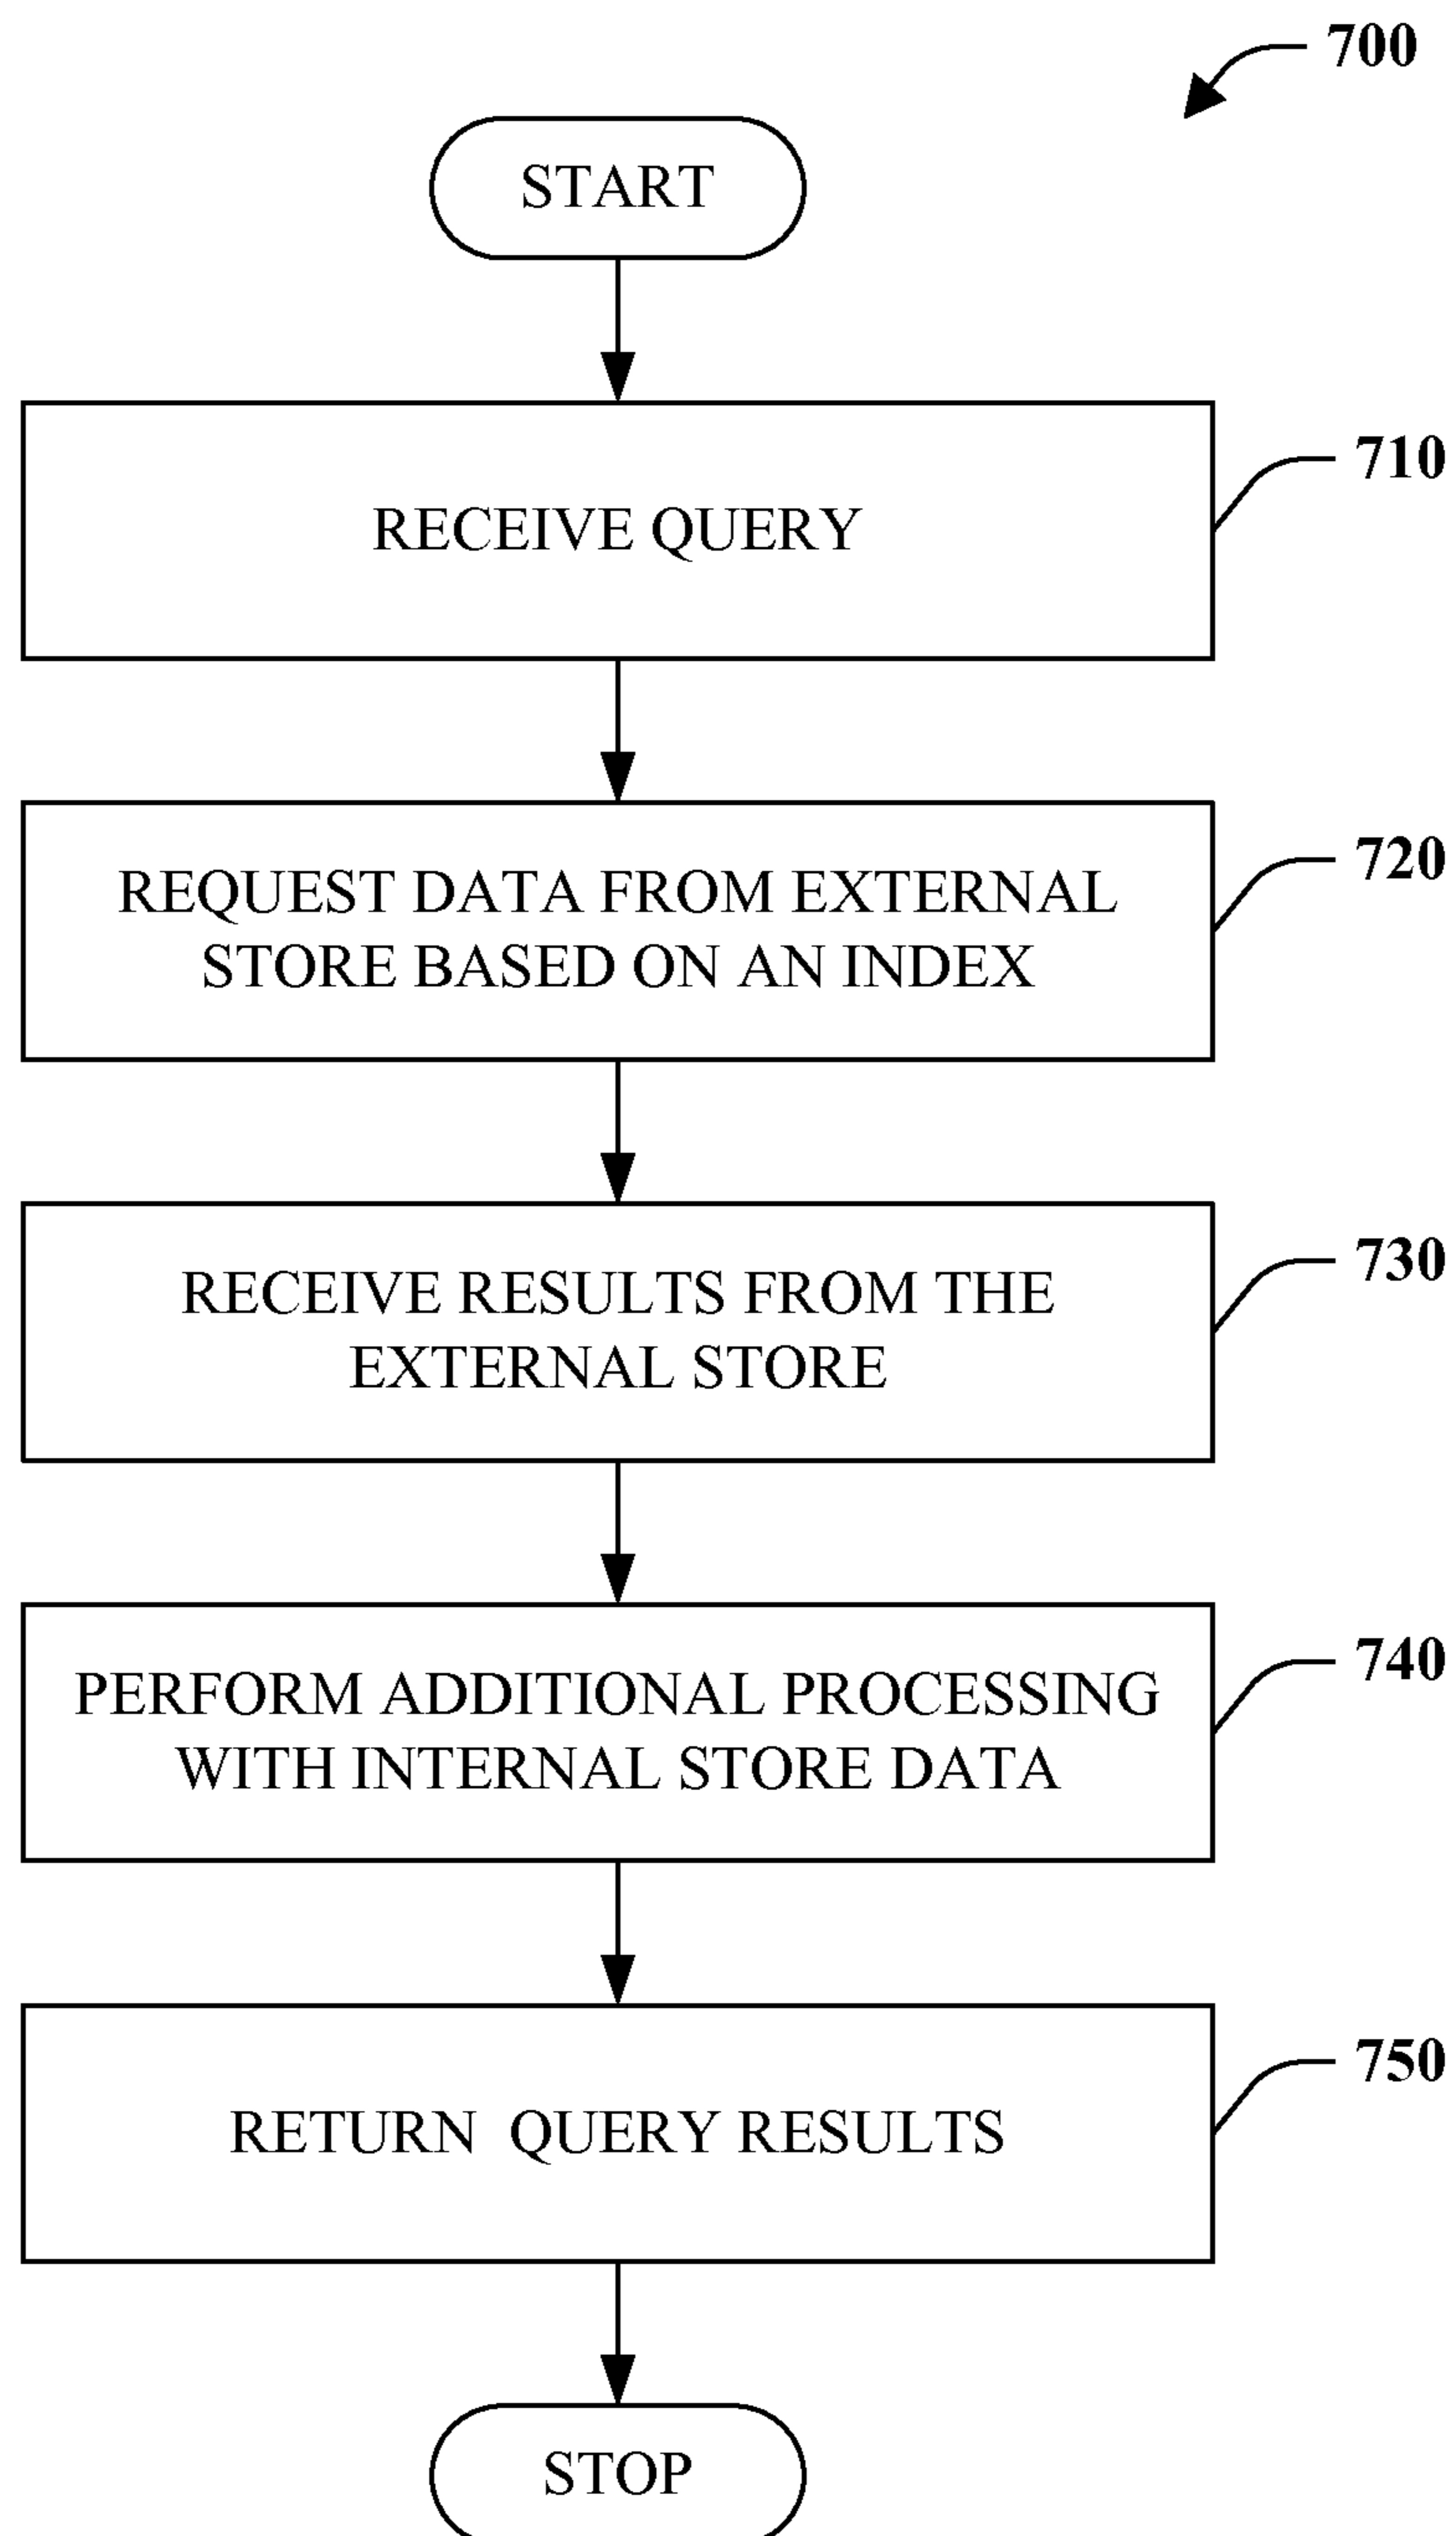 700
START
RECEIVE QUERY
710
REQUEST DATA FROM EXTERNAL
STORE BASED ON AN INDEX
720
RECEIVE RESULTS FROM THE
EXTERNAL STORE
730
PERFORM ADDITIONAL PROCESSING
WITH INTERNAL STORE DATA
740
RETURN QUERY RESULTS
750
STOP